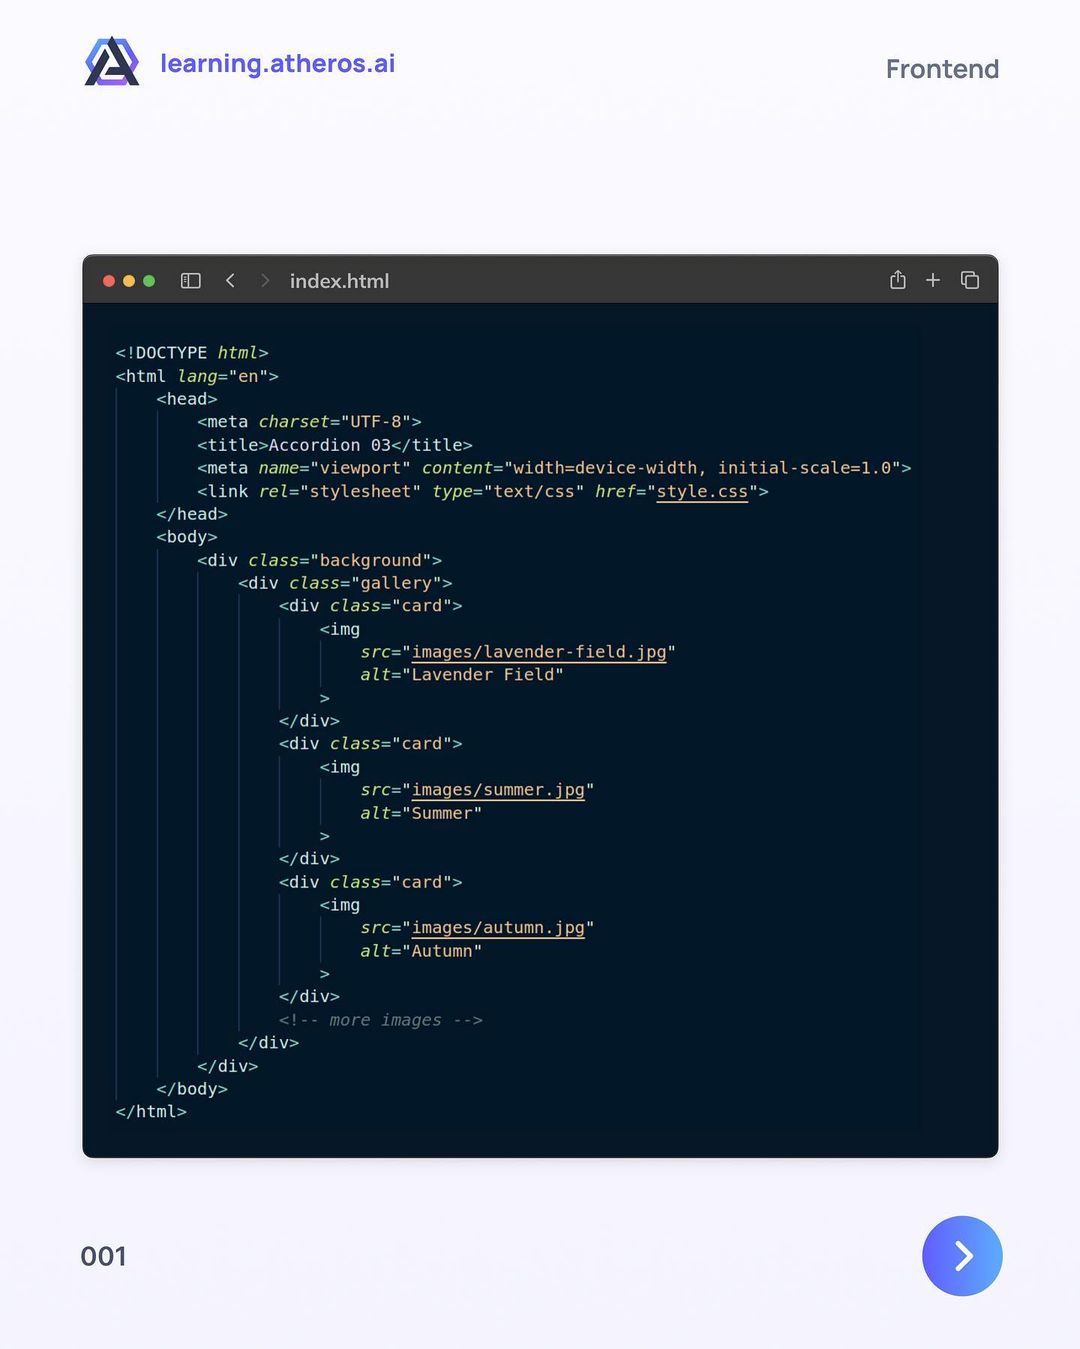 learning.atheros.ai
Frontend
index.html
<!DOCTYPE html>
<html lang="en">
    <head>
        <meta charset="UTF-8">
        <title>Accordion 03</title>
        <meta name="viewport" content="width=device-width, initial-scale=1.0">
        <link rel="stylesheet" type="text/css" href="style.css">
    </head>
    <body>
        <div class="background">
            <div class="gallery">
                <div class="card">
                    <img
                        src="images/lavender-field.jpg"
                        alt="Lavender Field"
                    >
                </div>
                <div class="card">
                    <img
                        src="images/summer.jpg"
                        alt="Summer"
                    >
                </div>
                <div class="card">
                    <img
                        src="images/autumn.jpg"
                        alt="Autumn"
                    >
                </div>
                <!-- more images -->
            </div>
        </div>
    </body>
</html>
001